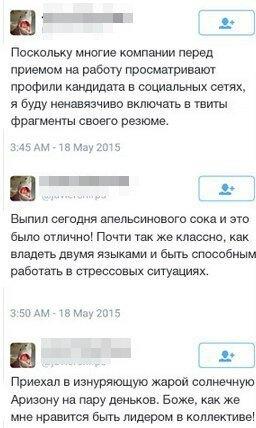 Поскольку многие компании перед
приемом на работу просматривают
профили кандидата в социальных сетях,
я буду ненавязчиво включать в твиты
фрагменты своего резюме.
3:45 AM - 18 May 2015
Выпил сегодня апельсинового сока и это
было отлично! Почти так же классно, как
владеть двумя языками и быть способным
работать в стрессовых ситуациях.
3:50 AM - 18 May 2015
Приехал в изнуряющую жарой солнечную
Аризону на пару деньков. Боже, как же
мне нравится быть лидером в коллективе!